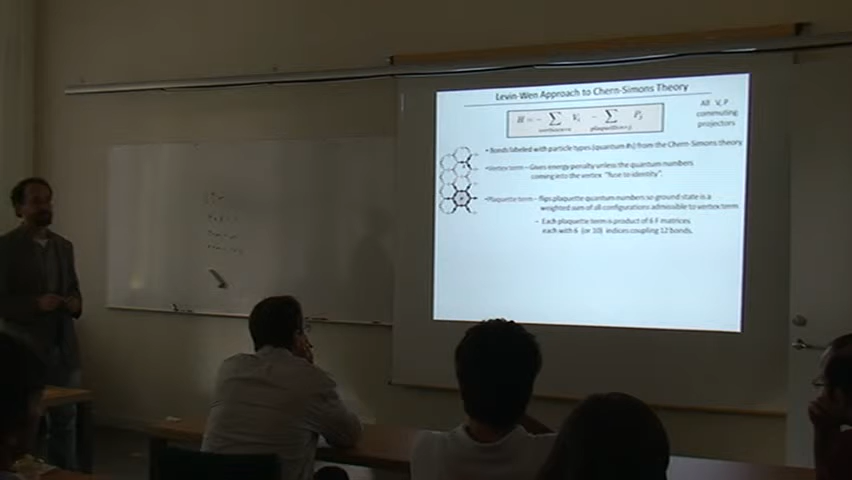 Levin-Wen Approach to Chern-Simons Theory
H = − ∑ V − ∑ P
All V, P
commuting
projectors
• Bonds labeled with particle types (quantum #s) from the Chern-Simons theory
• Vertex term – Gives energy penalty unless the quantum numbers
coming into the vertex "fuse to identity".
• Plaquette term – flips plaquette quantum numbers so ground state is a
weighted sum of all configurations admissible to vertex term
– Each plaquette term is product of 6 F matrices
each with 6 (or 10) indices coupling 12 bonds.